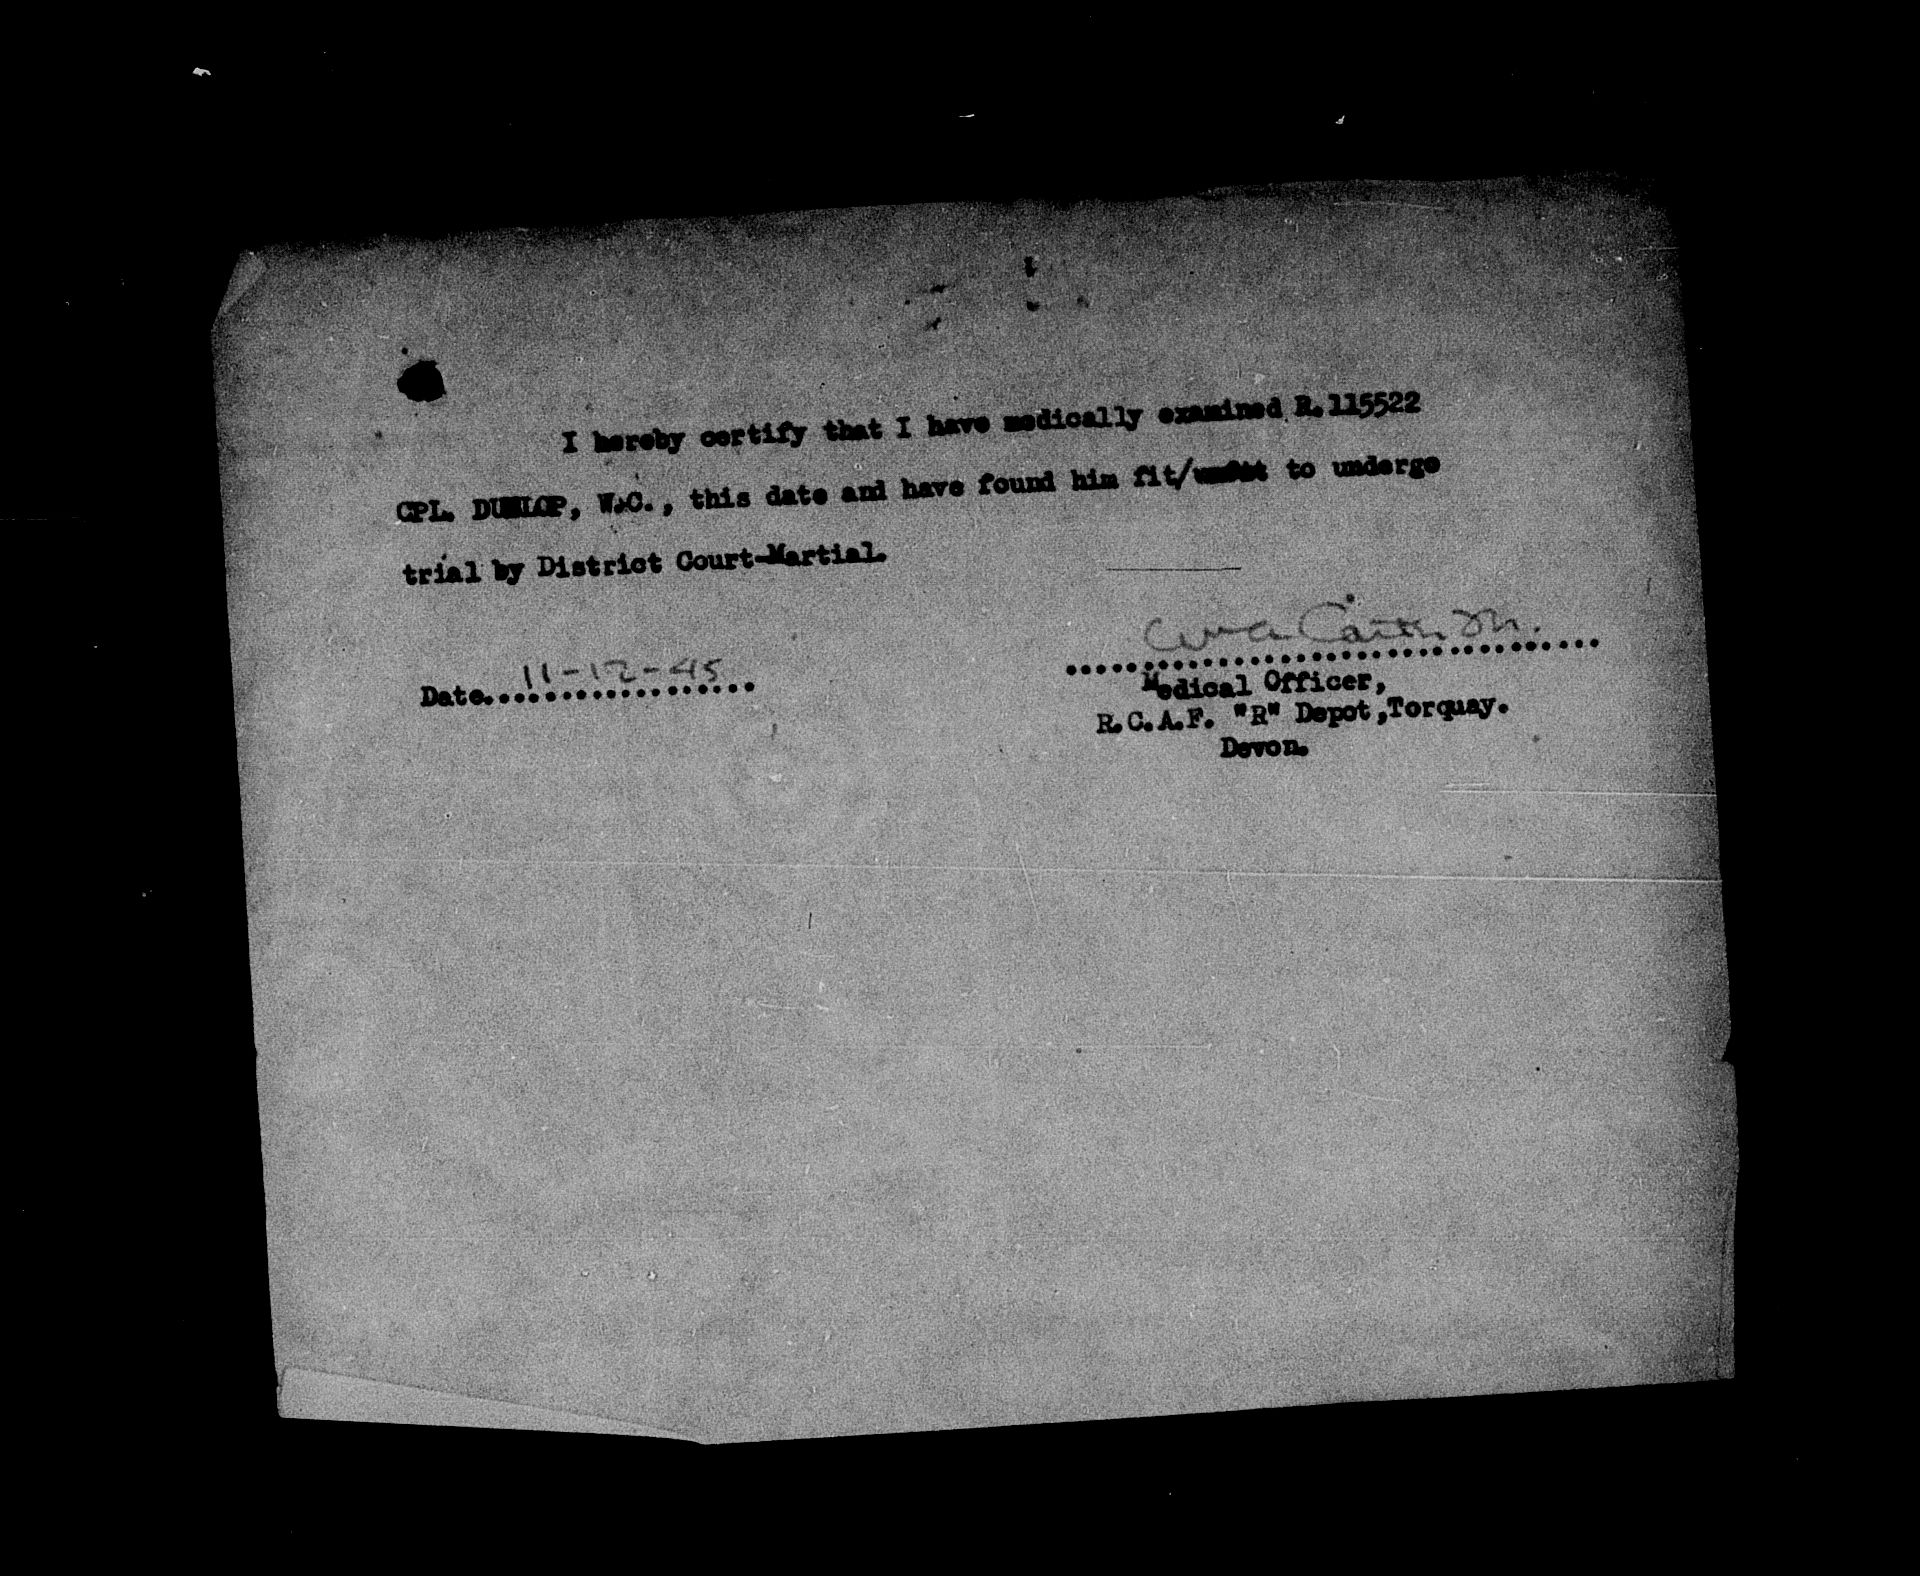 I hereby certify that I have medically examined R.115522
CPL. DUNLOP, W.C., this date and have found him fit/unfit to undergo
trial by District Court-Martial.
Date.................. 11-12-45
Medical Officer,
R.C.A.F. "R" Depot,Torquay.
Devon.